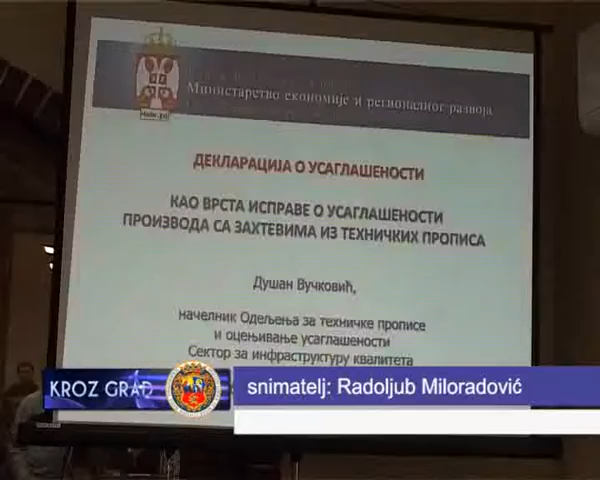 Министарство економије и регионалног развоја
ДЕКЛАРАЦИЈА О УСАГЛАШЕНОСТИ
КАО ВРСТА ИСПРАВЕ О УСАГЛАШЕНОСТИ
ПРОИЗВОДА СА ЗАХТЕВИМА ИЗ ТЕХНИЧКИХ ПРОПИСА
Душан Вучковић,
начелник Одељења за техничке прописе
и оцењивање усаглашености
Сектор за инфраструктуру квалитета
KROZ GRAD
snimatelj: Radoljub Miloradović